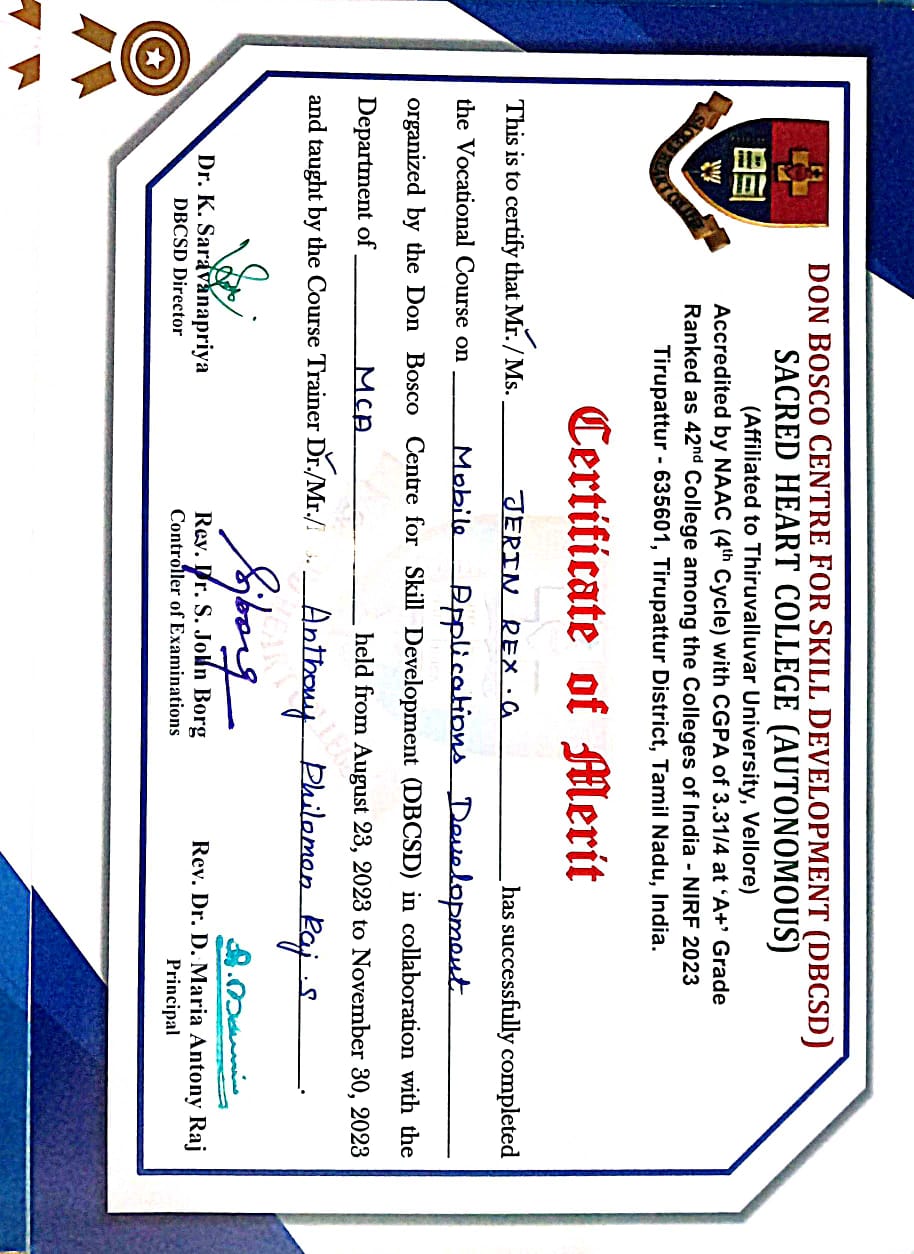 DON BOSCO CENTRE FOR SKILL DEVELOPMENT (DBCSD)
SACRED HEART COLLEGE (AUTONOMOUS)
(Affiliated to Thiruvalluvar University, Vellore)
Accredited by NAAC (4th Cycle) with CGPA of 3.31/4 at ‘A+’ Grade
Ranked as 42nd College among the Colleges of India - NIRF 2023
Tirupattur - 635601, Tirupattur District, Tamil Nadu, India.
SACRED HEART COLLEGE
Certificate of Merit
This is to certify that Mr. / Ms. JERIN REX . G has successfully completed
the Vocational Course on Mobile Applications Development
organized by the Don Bosco Centre for Skill Development (DBCSD) in collaboration with the
Department of MCA held from August 23, 2023 to November 30, 2023
and taught by the Course Trainer Dr./Mr./ s. Anthony Philomon Raj .S .
Dr. K. Saravanapriya
DBCSD Director
Rev. Dr. S. John Borg
Controller of Examinations
Rev. Dr. D. Maria Antony Raj
Principal